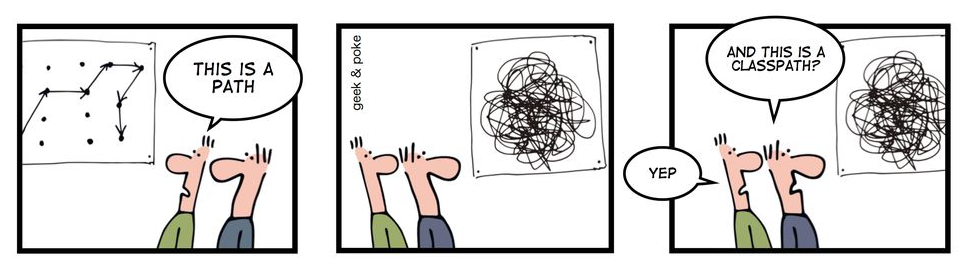 THIS IS A
PATH
geek & poke
AND THIS IS A
CLASSPATH?
YEP